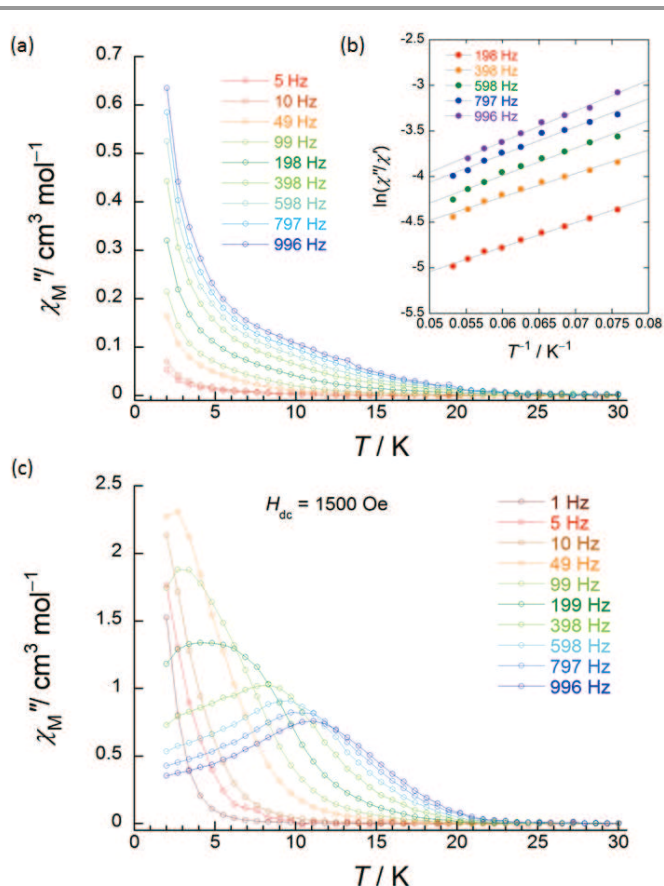 (a)
χM″/ cm³ mol⁻¹
0.7
0.6
0.5
0.4
0.3
0.2
0.1
0
5 Hz
10 Hz
49 Hz
99 Hz
198 Hz
398 Hz
598 Hz
797 Hz
996 Hz
0 5 10 15 20 25 30
T / K
(b)
ln(χ″/χ′)
-2.5
-3
-3.5
-4
-4.5
-5
-5.5
198 Hz
398 Hz
598 Hz
797 Hz
996 Hz
0.05 0.055 0.06 0.065 0.07 0.075 0.08
T⁻¹ / K⁻¹
(c)
χM″/ cm³ mol⁻¹
2.5
2
1.5
1
0.5
0
Hdc = 1500 Oe
1 Hz
5 Hz
10 Hz
49 Hz
99 Hz
199 Hz
398 Hz
598 Hz
797 Hz
996 Hz
0 5 10 15 20 25 30
T / K